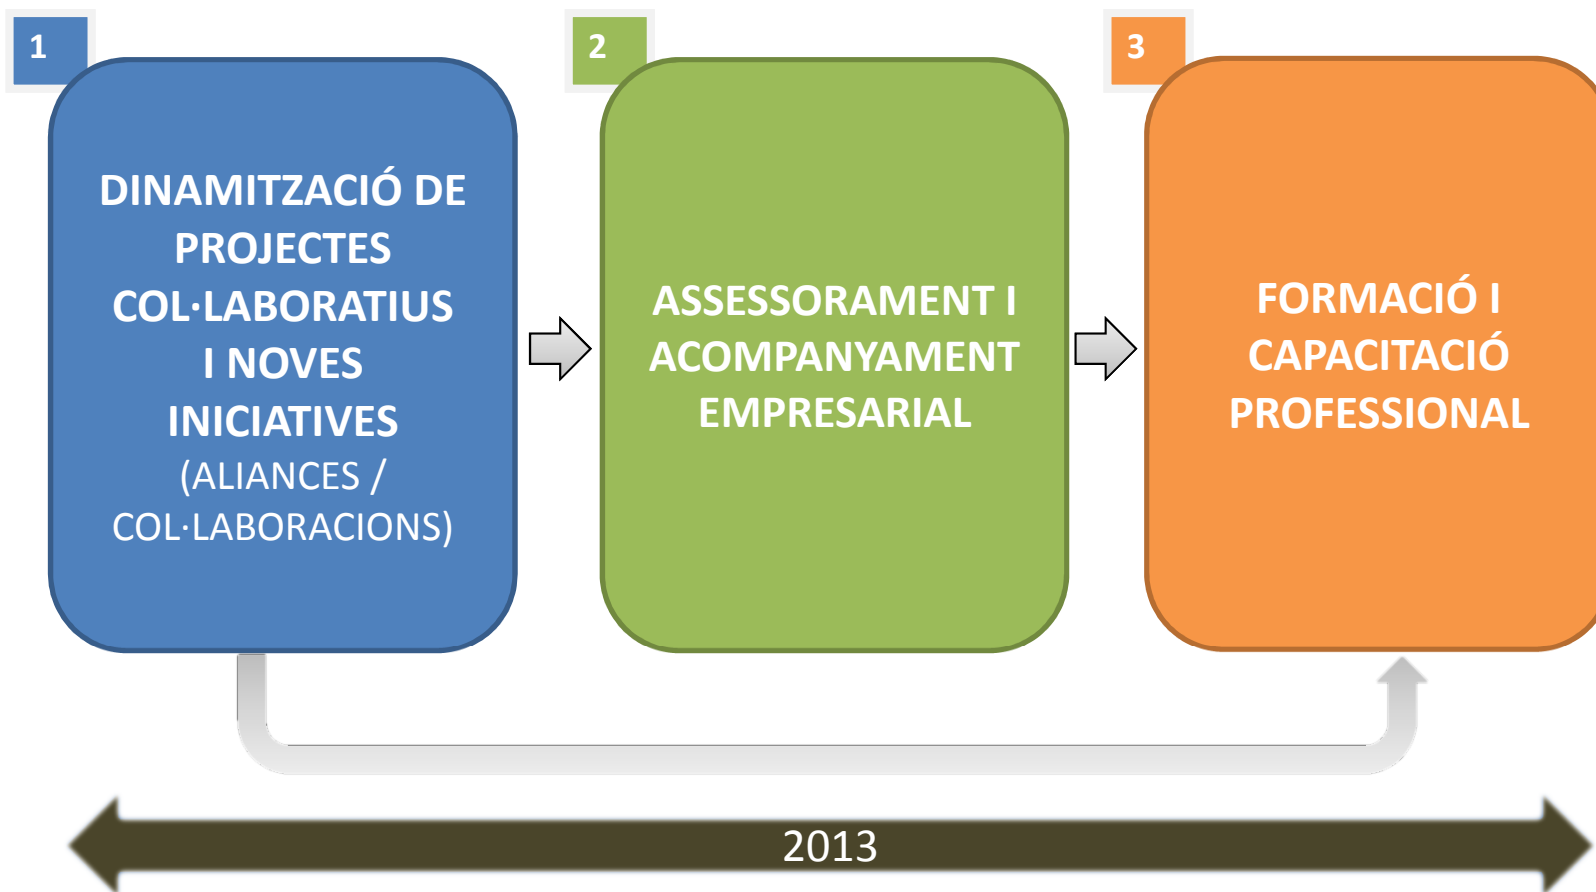 1
DINAMITZACIÓ DE
PROJECTES
COL·LABORATIUS
I NOVES
INICIATIVES
(ALIANCES /
COL·LABORACIONS)
2
ASSESSORAMENT I
ACOMPANYAMENT
EMPRESARIAL
3
FORMACIÓ I
CAPACITACIÓ
PROFESSIONAL
2013